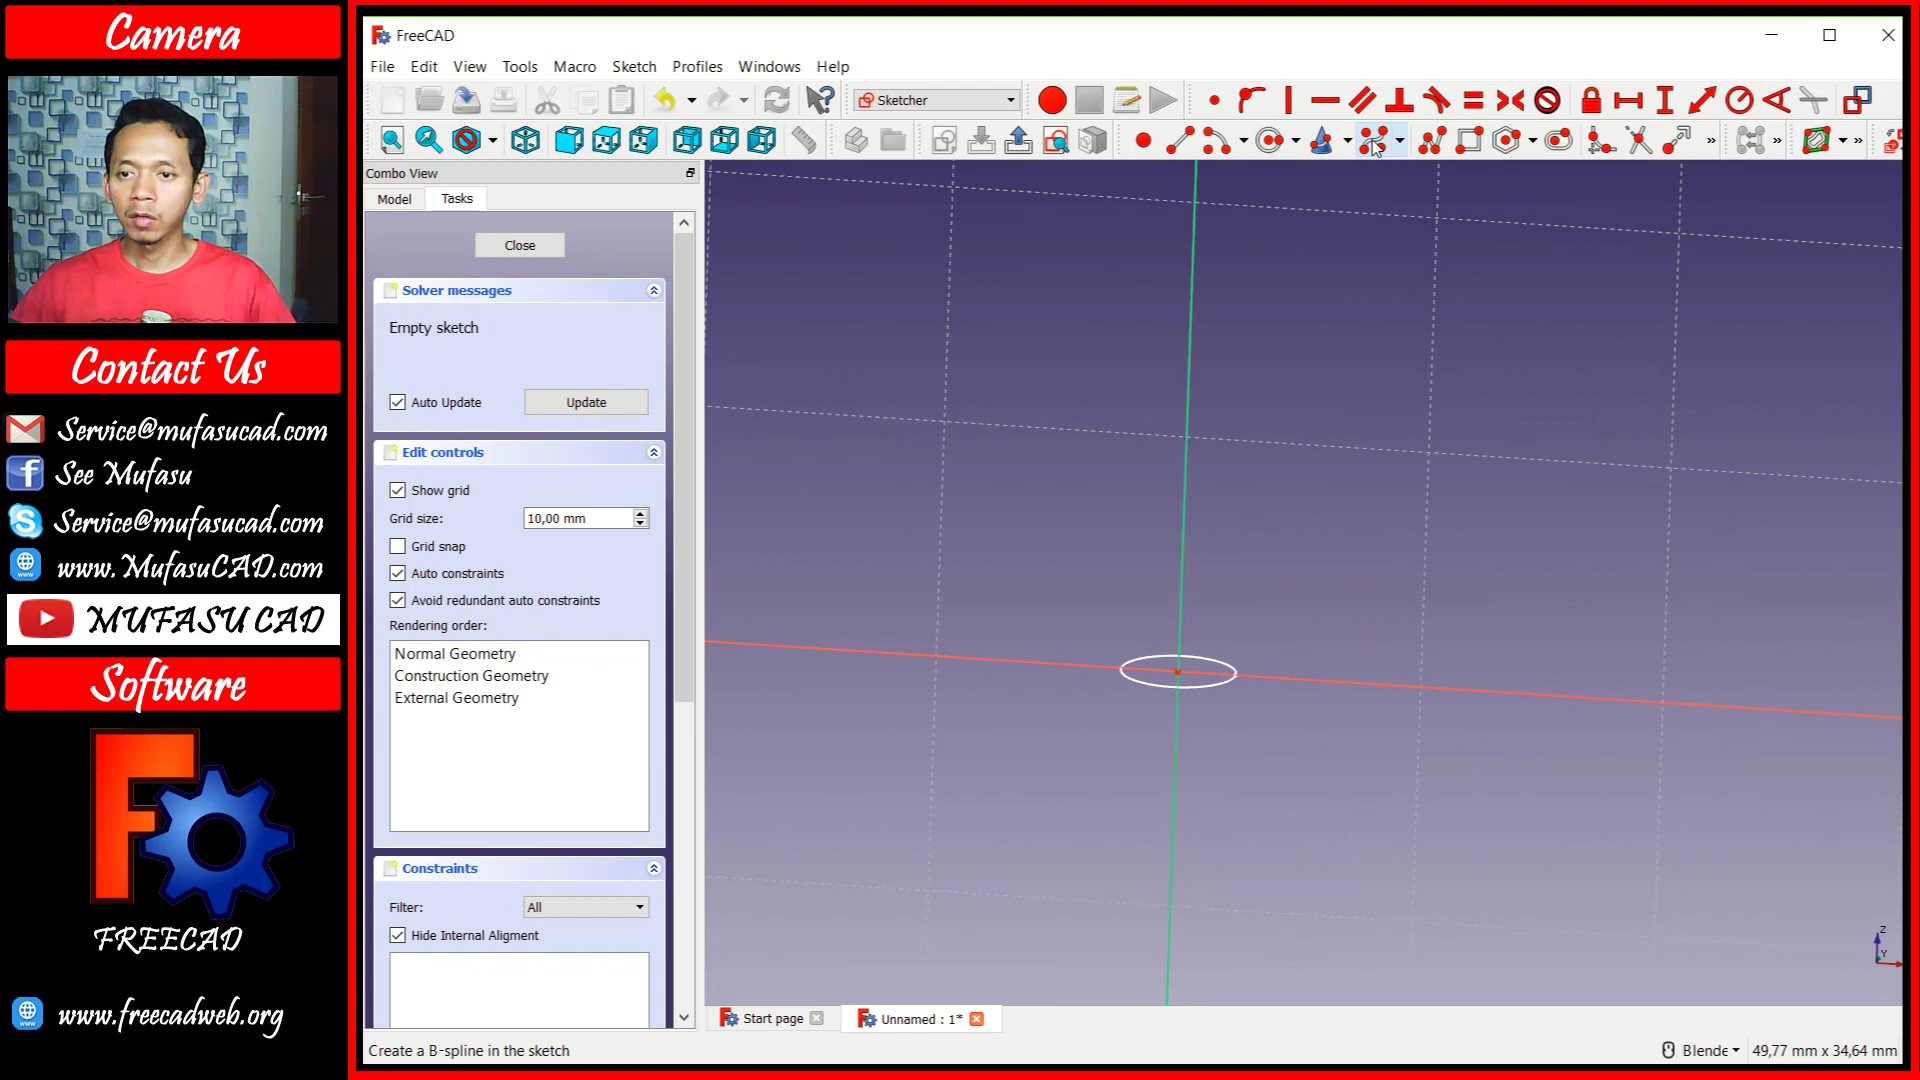 Camera
Contact Us
Service@mufasucad.com
See Mufasu
Service@mufasucad.com
www.MufasuCAD.com
MUFASU CAD
Software
FREECAD
www.freecadweb.org
FreeCAD
File Edit View Tools Macro Sketch Profiles Windows Help
Sketcher
Combo View
Model Tasks
Close
Solver messages
Empty sketch
Auto Update Update
Edit controls
Show grid
Grid size: 10,00 mm
Grid snap
Auto constraints
Avoid redundant auto constraints
Rendering order:
Normal Geometry
Construction Geometry
External Geometry
Constraints
Filter: All
Hide Internal Aligment
Z
Y
Start page Unnamed : 1*
Create a B-spline in the sketch
Blende 49,77 mm x 34,64 mm